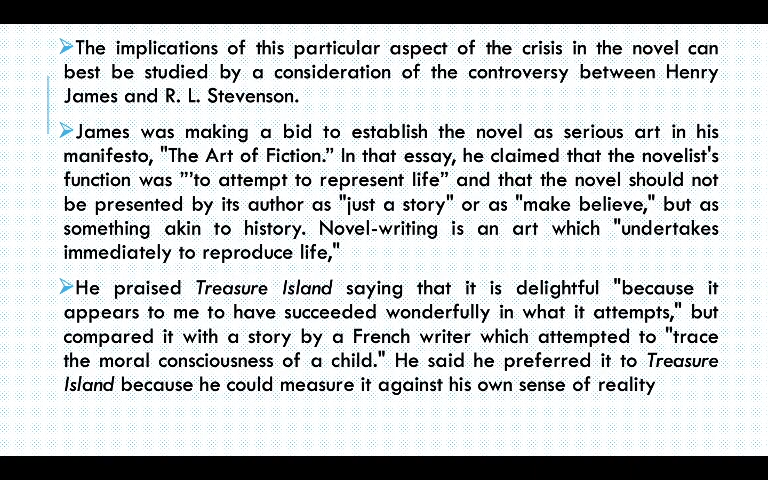 ➢The implications of this particular aspect of the crisis in the novel can
best be studied by a consideration of the controversy between Henry
James and R. L. Stevenson.
➢James was making a bid to establish the novel as serious art in his
manifesto, "The Art of Fiction.” In that essay, he claimed that the novelist's
function was ”'to attempt to represent life” and that the novel should not
be presented by its author as "just a story" or as "make believe," but as
something akin to history. Novel-writing is an art which "undertakes
immediately to reproduce life,"
➢He praised Treasure Island saying that it is delightful "because it
appears to me to have succeeded wonderfully in what it attempts," but
compared it with a story by a French writer which attempted to "trace
the moral consciousness of a child." He said he preferred it to Treasure
Island because he could measure it against his own sense of reality